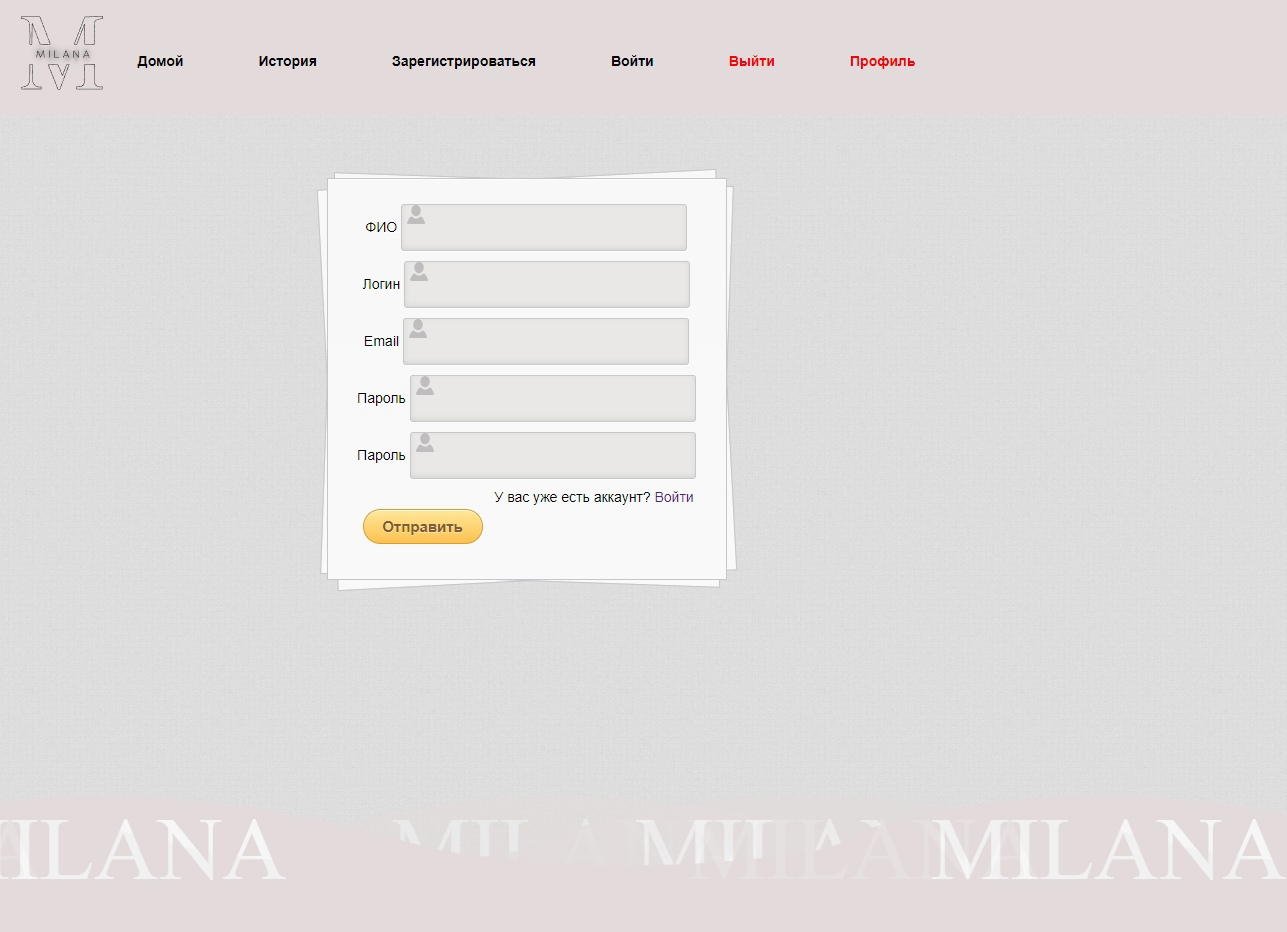 MILANA
Домой История Зарегистрироваться Войти Выйти Профиль
ФИО
Логин
Email
Пароль
Пароль
У вас уже есть аккаунт? Войти
Отправить
ILANA MILANA